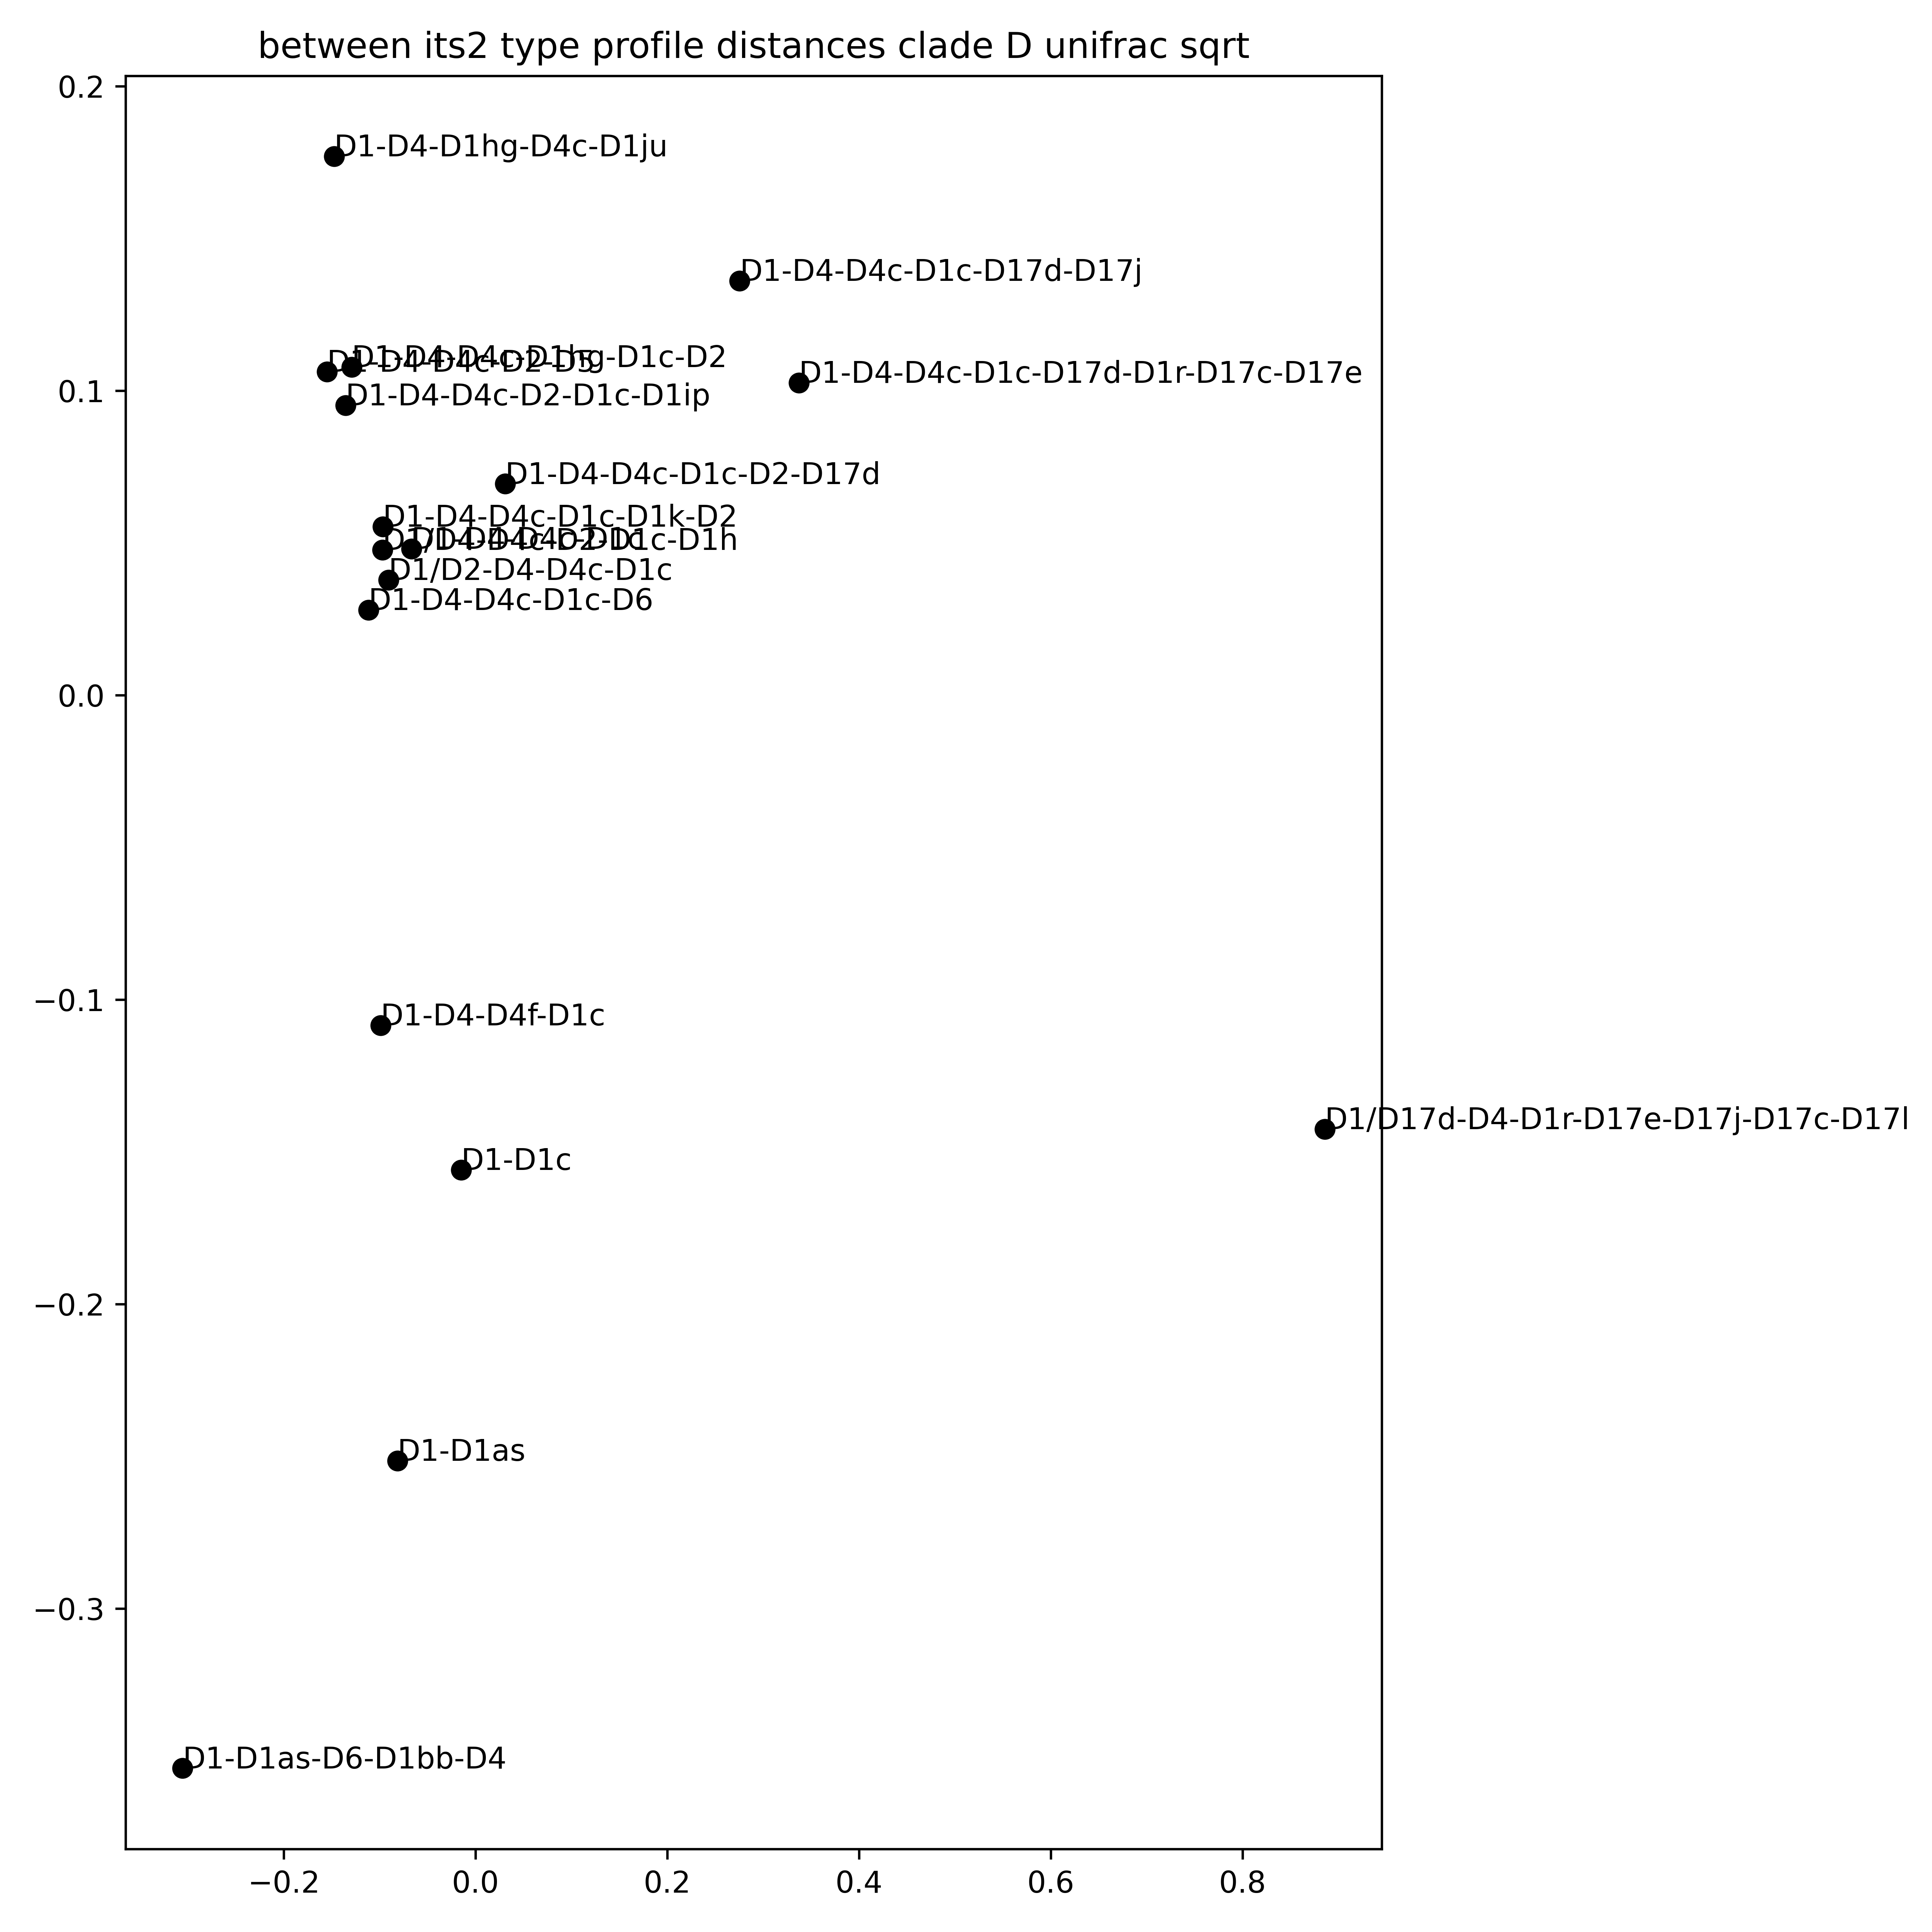 between its2 type profile distances clade D unifrac sqrt
0.2
D1-D4-D1hg-D4c-D1ju
D1-D4-D4c-D1c-D17d-D17j
D1-D4-D4c-D1hg-D1c-D2
D1-D4-D4c-D1c-D17d-D1r-D17c-D17e
0.1
D1-D4-D4c-D2-D1c-D1ip
D1-D4-D4c-D1c-D2-D17d
D1-D4-D4c-D1c-D1k-D2
D1/D2-D4-D4c-D1c
D1-D4-D4c-D1c-D6
0.0
−0.1
D1-D4-D4f-D1c
D1/D17d-D4-D1r-D17e-D17j-D17c-D17l
D1-D1c
−0.2
D1-D1as
−0.3
D1-D1as-D6-D1bb-D4
−0.2 0.0 0.2 0.4 0.6 0.8